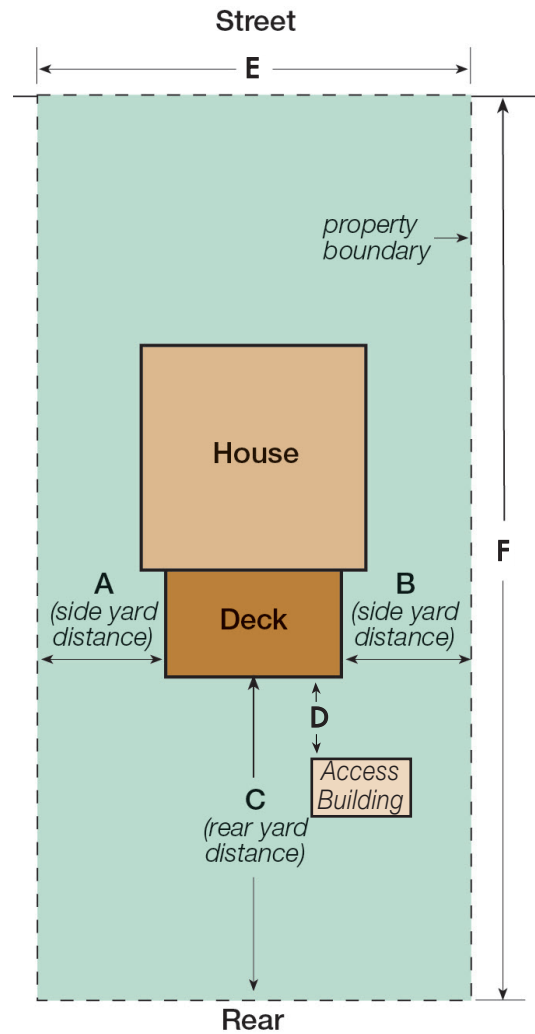 Street
E
property
boundary
House
F
A
(side yard
distance)
Deck
B
(side yard
distance)
D
Access
Building
C
(rear yard
distance)
Rear